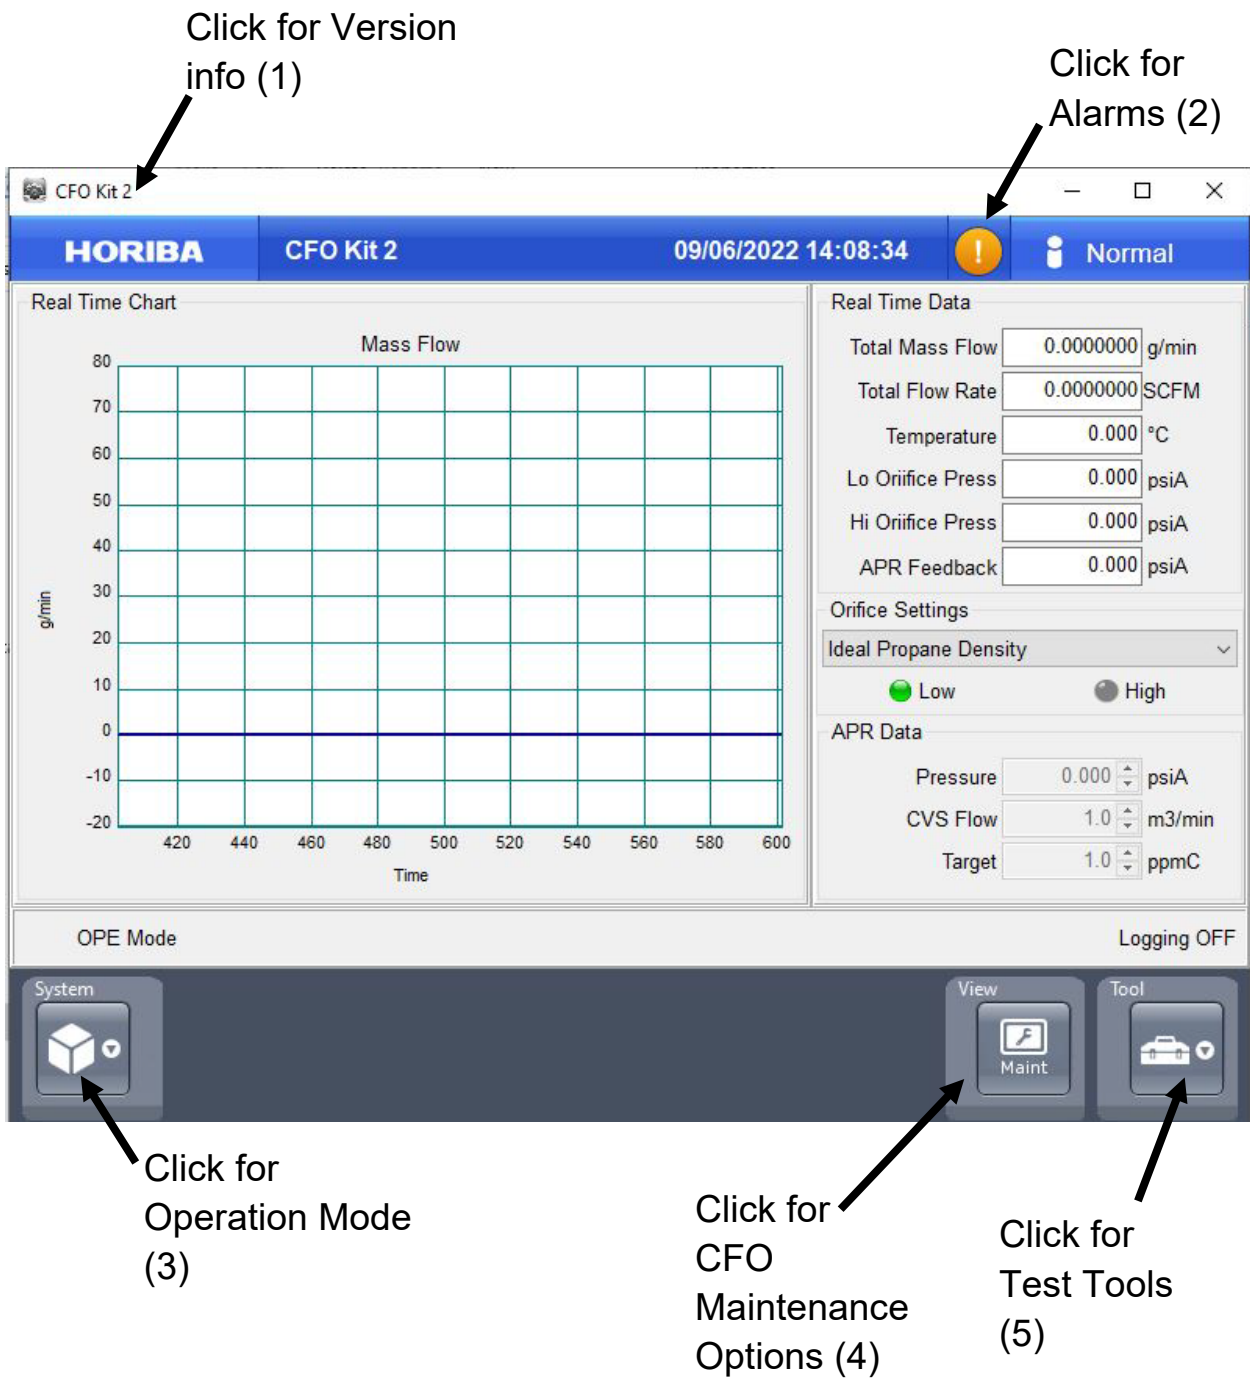 Click for Version
info (1)
Click for
Alarms (2)
CFO Kit 2
HORIBA
CFO Kit 2
09/06/2022 14:08:34
!
Normal
Real Time Chart
Mass Flow
80
70
60
50
40
30
20
10
0
-10
-20
g/min
420 440 460 480 500 520 540 560 580 600
Time
Real Time Data
Total Mass Flow 0.0000000 g/min
Total Flow Rate 0.0000000 SCFM
Temperature 0.000 °C
Lo Oriifice Press 0.000 psiA
Hi Oriifice Press 0.000 psiA
APR Feedback 0.000 psiA
Orifice Settings
Ideal Propane Density
Low High
APR Data
Pressure 0.000 psiA
CVS Flow 1.0 m3/min
Target 1.0 ppmC
OPE Mode
Logging OFF
System
View
Maint
Tool
Click for
Operation Mode
(3)
Click for
CFO
Maintenance
Options (4)
Click for
Test Tools
(5)